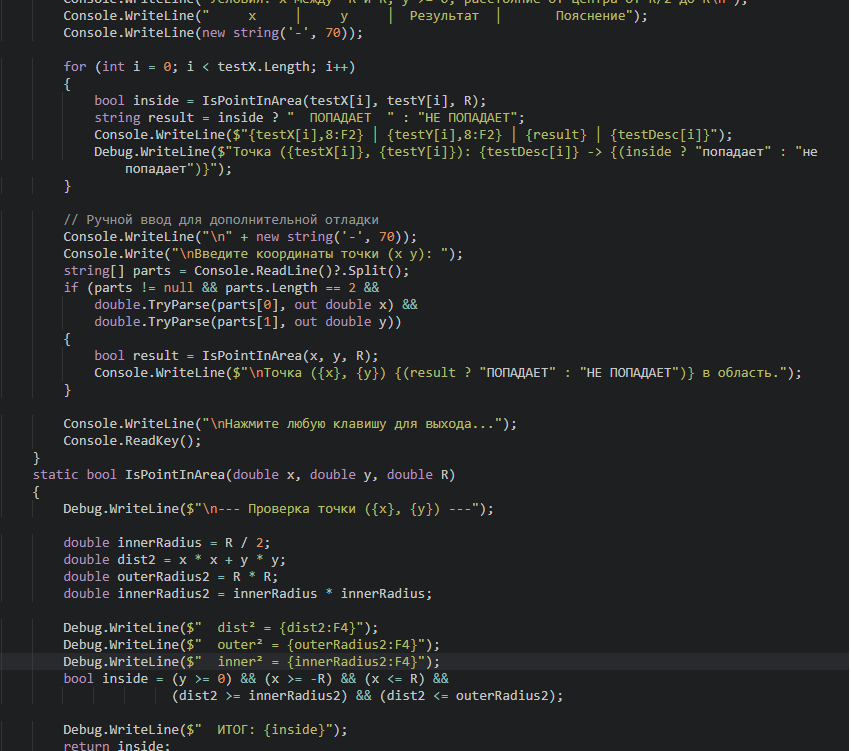 Console.WriteLine("Условия: x между -R и R, y >= 0, расстояние от центра от R/2 до R\n");
Console.WriteLine("     x     |     y     |  Результат  |       Пояснение");
Console.WriteLine(new string('-', 70));
for (int i = 0; i < testX.Length; i++)
{
bool inside = IsPointInArea(testX[i], testY[i], R);
string result = inside ? "  ПОПАДАЕТ  " : "НЕ ПОПАДАЕТ";
Console.WriteLine($"{testX[i],8:F2} | {testY[i],8:F2} | {result} | {testDesc[i]}");
Debug.WriteLine($"Точка ({testX[i]}, {testY[i]}): {testDesc[i]} -> {(inside ? "попадает" : "не
попадает")}");
}
// Ручной ввод для дополнительной отладки
Console.WriteLine("\n" + new string('-', 70));
Console.Write("\nВведите координаты точки (x y): ");
string[] parts = Console.ReadLine()?.Split();
if (parts != null && parts.Length == 2 &&
double.TryParse(parts[0], out double x) &&
double.TryParse(parts[1], out double y))
{
bool result = IsPointInArea(x, y, R);
Console.WriteLine($"\nТочка ({x}, {y}) {(result ? "ПОПАДАЕТ" : "НЕ ПОПАДАЕТ")} в область.");
}
Console.WriteLine("\nНажмите любую клавишу для выхода...");
Console.ReadKey();
}
static bool IsPointInArea(double x, double y, double R)
{
Debug.WriteLine($"\n--- Проверка точки ({x}, {y}) ---");
double innerRadius = R / 2;
double dist2 = x * x + y * y;
double outerRadius2 = R * R;
double innerRadius2 = innerRadius * innerRadius;
Debug.WriteLine($"  dist² = {dist2:F4}");
Debug.WriteLine($"  outer² = {outerRadius2:F4}");
Debug.WriteLine($"  inner² = {innerRadius2:F4}");
bool inside = (y >= 0) && (x >= -R) && (x <= R) &&
(dist2 >= innerRadius2) && (dist2 <= outerRadius2);
Debug.WriteLine($"  ИТОГ: {inside}");
return inside;